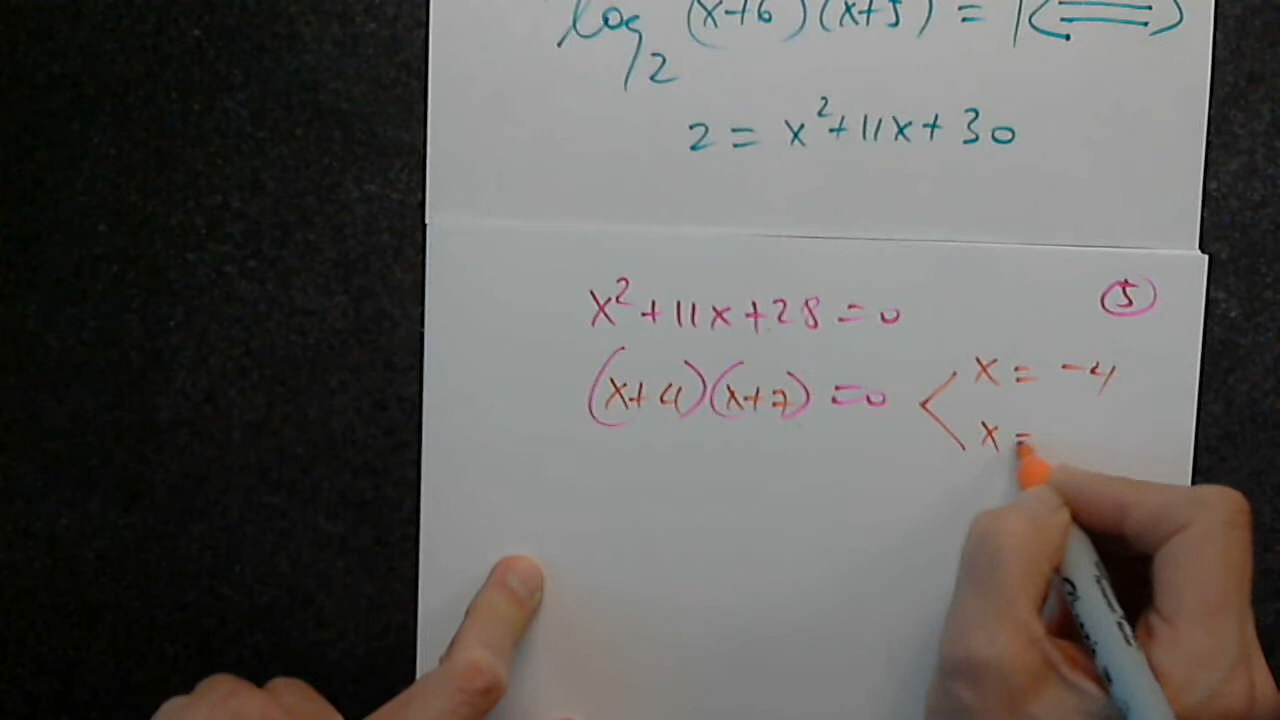 log₂ (x+6)(x+5) = 1 ⟺
2 = x² + 11x + 30
⑤
x² + 11x + 28 = 0
(x+4)(x+7) = 0 < x = -4
x =